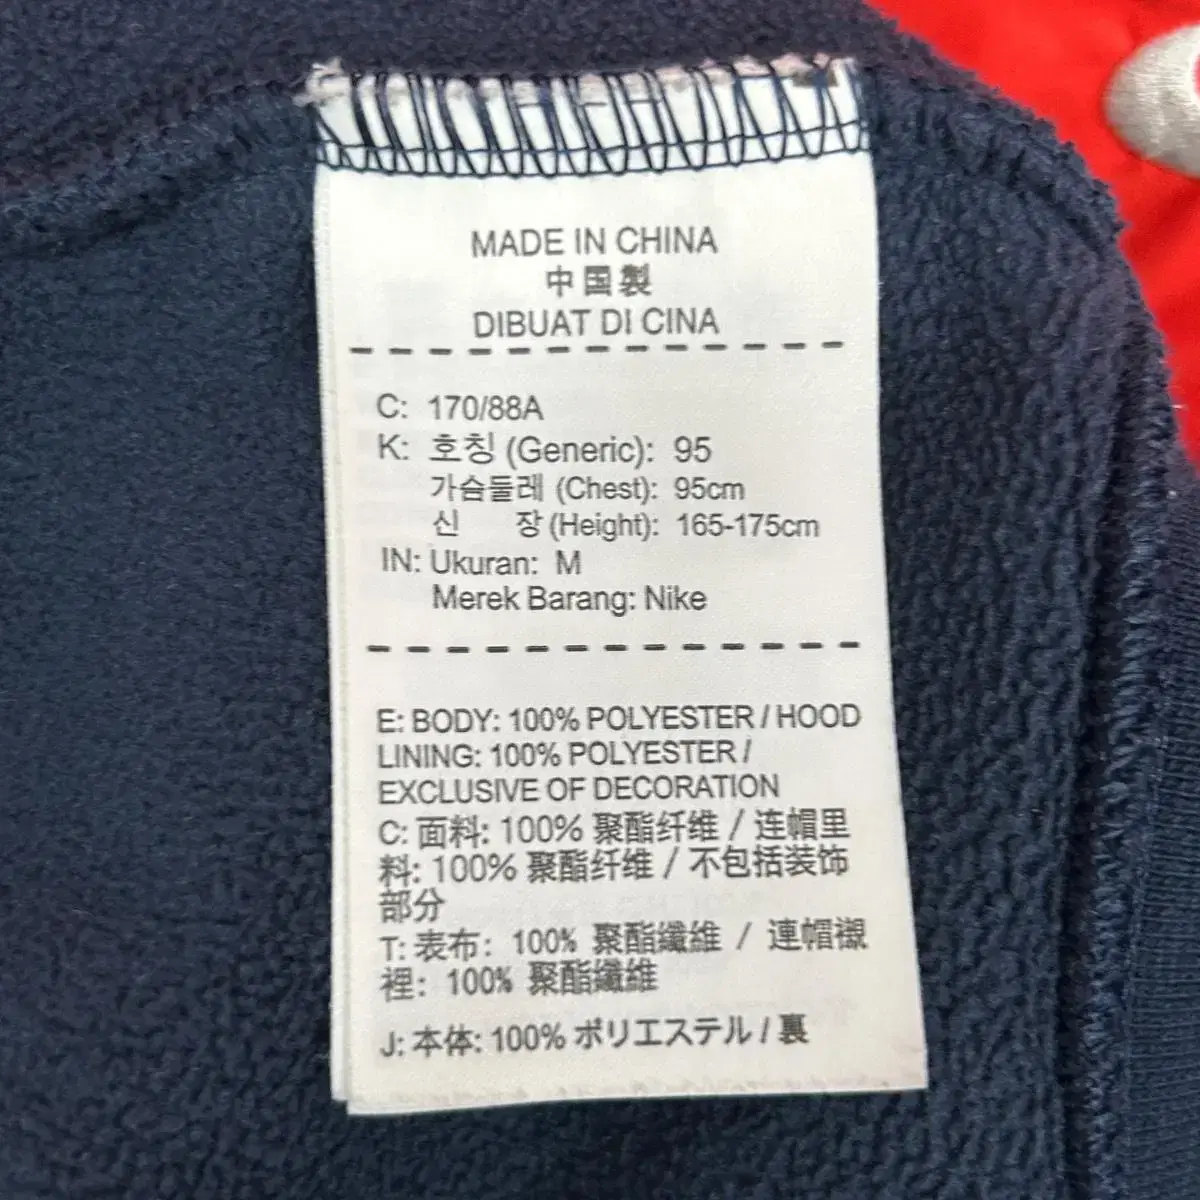 MADE IN CHINA
中国製
DIBUAT DI CINA
C: 170/88A
K: 호칭 (Generic): 95
가슴둘레 (Chest): 95cm
신 장 (Height): 165-175cm
IN: Ukuran: M
Merek Barang: Nike
E: BODY: 100% POLYESTER / HOOD
LINING: 100% POLYESTER /
EXCLUSIVE OF DECORATION
C: 面料: 100% 聚酯纤维 / 连帽里
料: 100% 聚酯纤维 / 不包括装饰
部分
T: 表布: 100% 聚酯纖維 / 連帽襯
裡: 100% 聚酯纖維
J: 本体: 100% ポリエステル / 裏